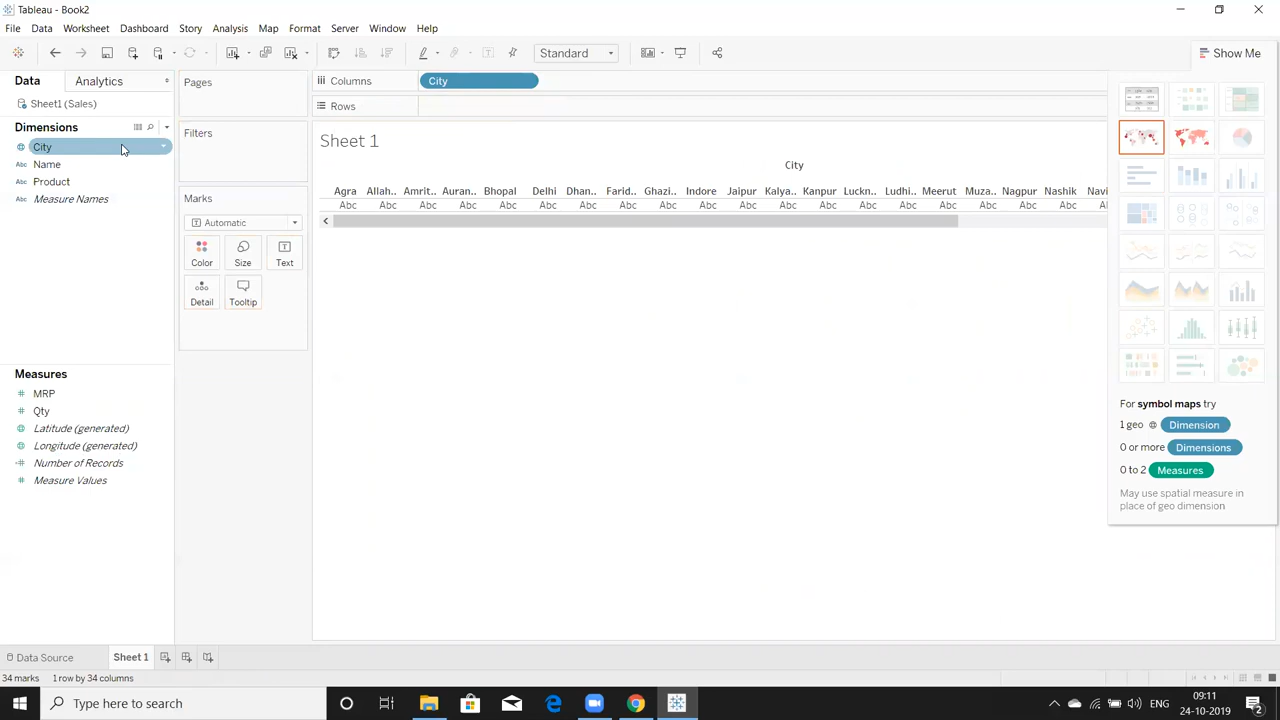 Tableau - Book2
File Data Worksheet Dashboard Story Analysis Map Format Server Window Help
Standard
Show Me
Data Analytics
Sheet1 (Sales)
Dimensions
City
Abc Name
Abc Product
Abc Measure Names
Measures
MRP
Qty
Latitude (generated)
Longitude (generated)
Number of Records
Measure Values
Pages
Filters
Marks
Automatic
Color Size Text
Detail Tooltip
Columns City
Rows
Sheet 1
City
Agra Allah.. Amrit.. Auran.. Bhopal Delhi Dhan.. Farid.. Ghazi.. Indore Jaipur Kalya.. Kanpur Luckn.. Ludhi.. Meerut Muza.. Nagpur Nashik Navi
Abc Abc Abc Abc Abc Abc Abc Abc Abc Abc Abc Abc Abc Abc Abc Abc Abc Abc Abc Abc
For symbol maps try
1 geo Dimension
0 or more Dimensions
0 to 2 Measures
May use spatial measure in
place of geo dimension
Data Source Sheet 1
34 marks 1 row by 34 columns
Type here to search
ENG
09:11
24-10-2019
2